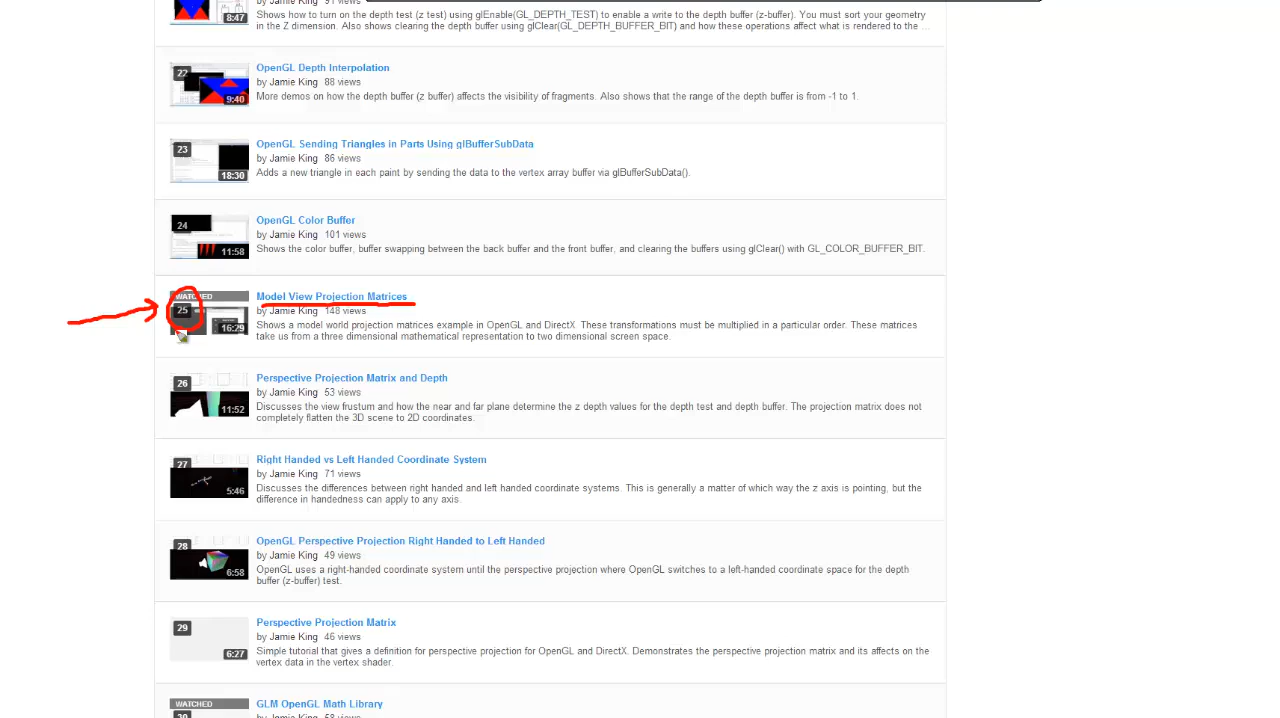 by Jamie King 91 views
8:47
Shows how to turn on the depth test (z test) using glEnable(GL_DEPTH_TEST) to enable a write to the depth buffer (z-buffer). You must sort your geometry
in the Z dimension. Also shows clearing the depth buffer using glClear(GL_DEPTH_BUFFER_BIT) and how these operations affect what is rendered to the ...
22
9:40
OpenGL Depth Interpolation
by Jamie King 88 views
More demos on how the depth buffer (z buffer) affects the visibility of fragments. Also shows that the range of the depth buffer is from -1 to 1.
23
18:30
OpenGL Sending Triangles in Parts Using glBufferSubData
by Jamie King 86 views
Adds a new triangle in each paint by sending the data to the vertex array buffer via glBufferSubData().
24
11:58
OpenGL Color Buffer
by Jamie King 101 views
Shows the color buffer, buffer swapping between the back buffer and the front buffer, and clearing the buffers using glClear() with GL_COLOR_BUFFER_BIT.
WATCHED
25
16:29
Model View Projection Matrices
by Jamie King 148 views
Shows a model world projection matrices example in OpenGL and DirectX. These transformations must be multiplied in a particular order. These matrices
take us from a three dimensional mathematical representation to two dimensional screen space.
26
11:52
Perspective Projection Matrix and Depth
by Jamie King 53 views
Discusses the view frustum and how the near and far plane determine the z depth values for the depth test and depth buffer. The projection matrix does not
completely flatten the 3D scene to 2D coordinates.
27
5:46
Right Handed vs Left Handed Coordinate System
by Jamie King 71 views
Discusses the differences between right handed and left handed coordinate systems. This is generally a matter of which way the z axis is pointing, but the
difference in handedness can apply to any axis.
28
6:58
OpenGL Perspective Projection Right Handed to Left Handed
by Jamie King 49 views
OpenGL uses a right-handed coordinate system until the perspective projection where OpenGL switches to a left-handed coordinate space for the depth
buffer (z-buffer) test.
29
6:27
Perspective Projection Matrix
by Jamie King 46 views
Simple tutorial that gives a definition for perspective projection for OpenGL and DirectX. Demonstrates the perspective projection matrix and its affects on the
vertex data in the vertex shader.
WATCHED
30
GLM OpenGL Math Library
by Jamie King 58 views